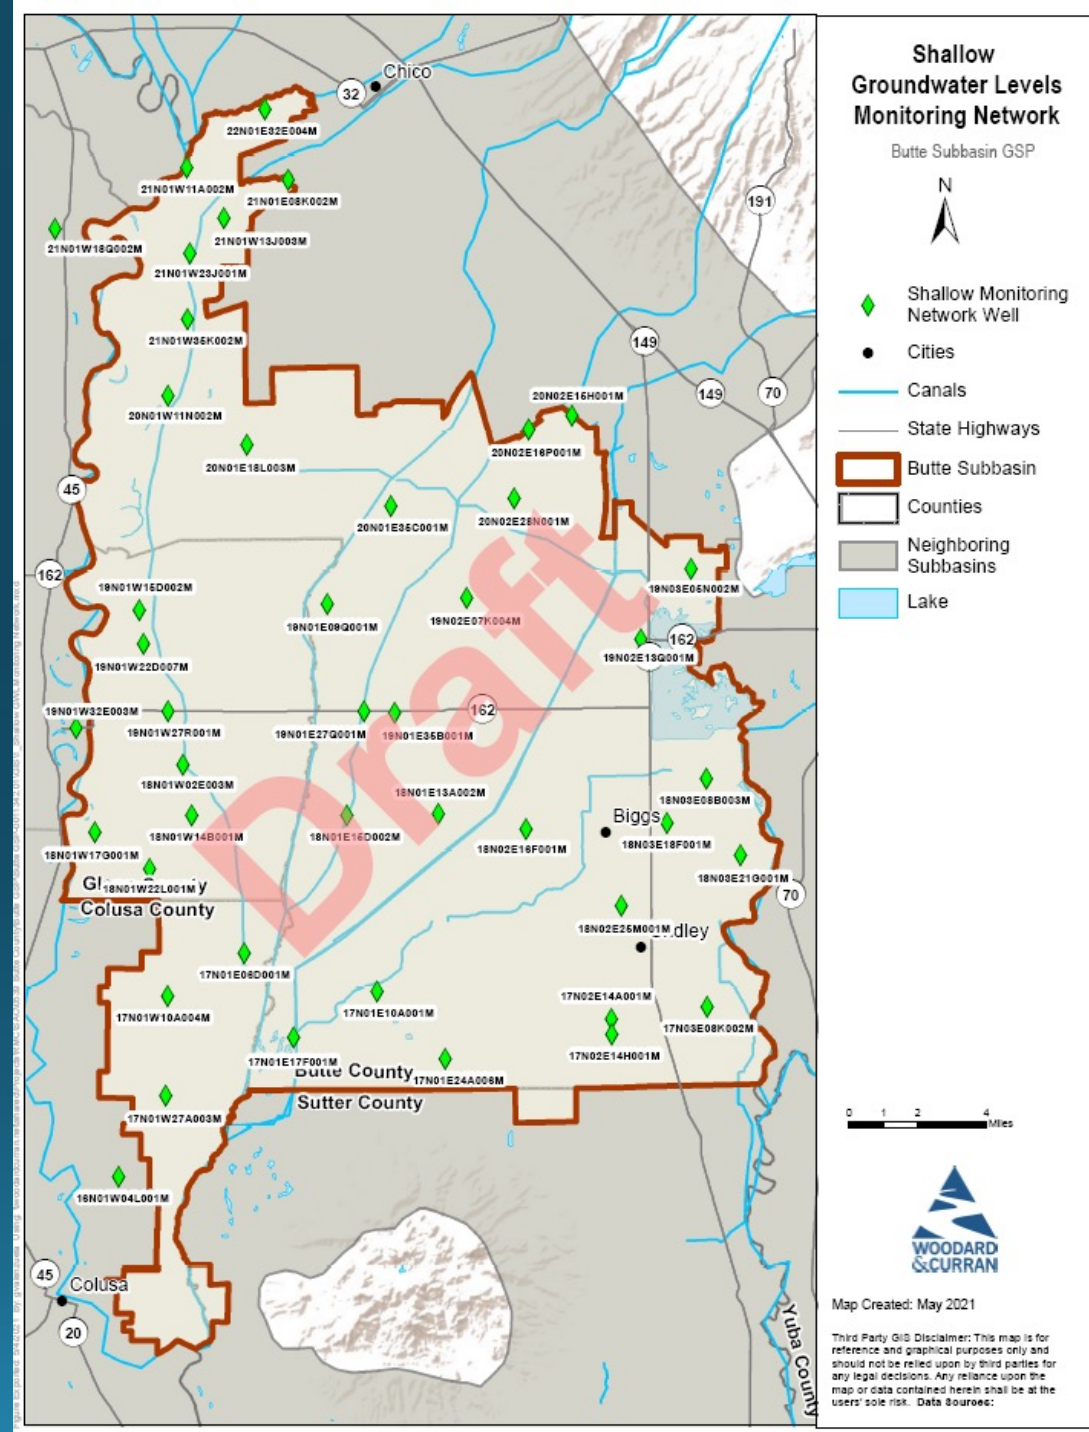 Shallow
Groundwater Levels
Monitoring Network
Butte Subbasin GSP
N
Shallow Monitoring
Network Well
Cities
Canals
State Highways
Butte Subbasin
Counties
Neighboring
Subbasins
Lake
0 1 2 4
Miles
WOODARD
&CURRAN
Map Created: May 2021
Third Party GIS Disclaimer: This map is for
reference and graphical purposes only and
should not be relied upon by third parties for
any legal decisions. Any reliance upon the
map or data contained herein shall be at the
users' sole risk. Data Sources:
Chico
32
22N01E32E004M
21N01W11A002M
21N01E08K002M
191
21N01W18Q002M
21N01W13J003M
21N01W23J001M
21N01W35K002M
149
149
70
20N01W11N002M
20N02E15H001M
20N02E16P001M
20N01E18L003M
45
20N01E35C001M
20N02E28N001M
162
19N01W15D002M
19N03E05N002M
19N01E09Q001M
19N02E07K004M
162
19N01W22D007M
19N02E13Q001M
19N01W32E003M
162
19N01W27R001M
19N01E27Q001M
19N01E35B001M
18N01W02E003M
18N01E13A002M
18N03E08B003M
Biggs
18N01W14B001M
18N01E15D002M
18N02E16F001M
18N03E18F001M
18N01W17G001M
18N03E21G001M
18N01W22L001M
70
Colusa County
18N02E25M001M
17N01E06D001M
17N01W10A004M
17N01E10A001M
17N02E14A001M
17N03E08K002M
17N02E14H001M
17N01E17F001M
Butte County
17N01E24A006M
Sutter County
17N01W27A003M
16N01W04L001M
45
Colusa
20
Yuba County
Draft